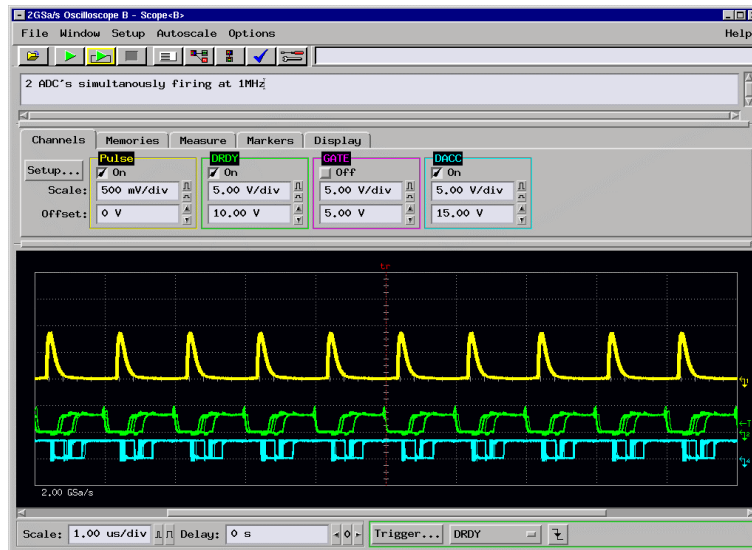 2GSa/s Oscilloscope B - Scope<B>
File Window Setup Autoscale Options Help
2 ADC's simultanously firing at 1MHz
Channels Memories Measure Markers Display
Pulse DRDY GATE DACC
Setup... On On Off On
Scale: 500 mV/div 5.00 V/div 5.00 V/div 5.00 V/div
Offset: 0 V 10.00 V 5.00 V 15.00 V
tr
2.00 GSa/s
Scale: 1.00 us/div Delay: 0 s 0 Trigger... DRDY